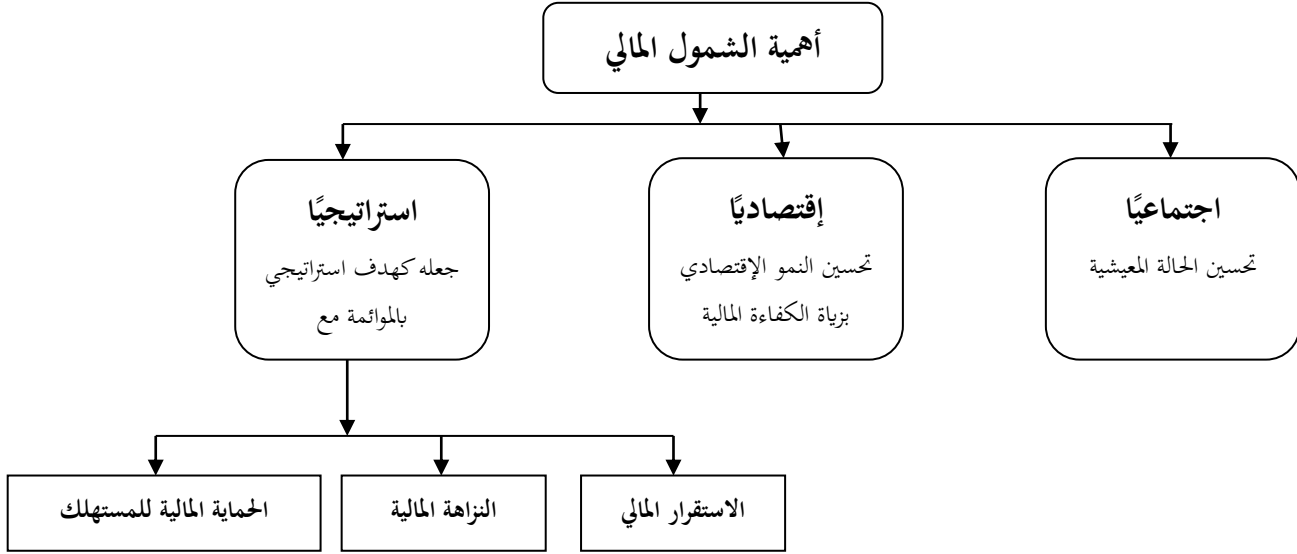 أهمية الشمول المالي
اجتماعيًا
تحسين الحالة المعيشية
إقتصاديًا
تحسين النمو الإقتصادي
بزياة الكفاءة المالية
استراتيجيًا
جعله كهدف استراتيجي
بالموائمة مع
الاستقرار المالي
النزاهة المالية
الحماية المالية للمستهلك